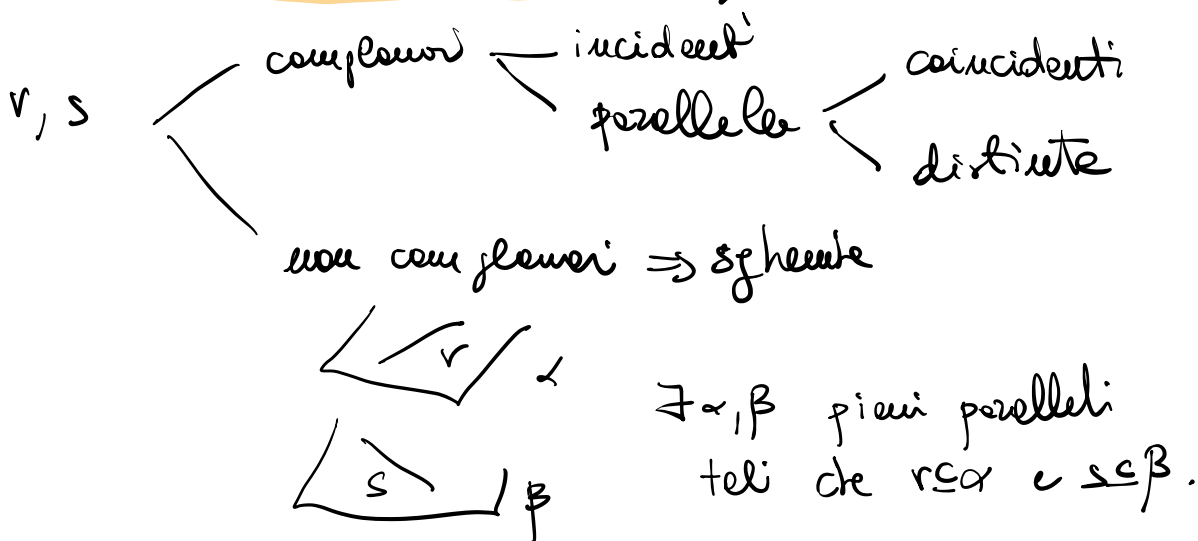 complanari incidenti coincidenti
r, s parallele
distinte
non complanari ⇒ sghembe
r α
∃ α, β piani paralleli
s β tali che r ⊆ α e s ⊆ β.